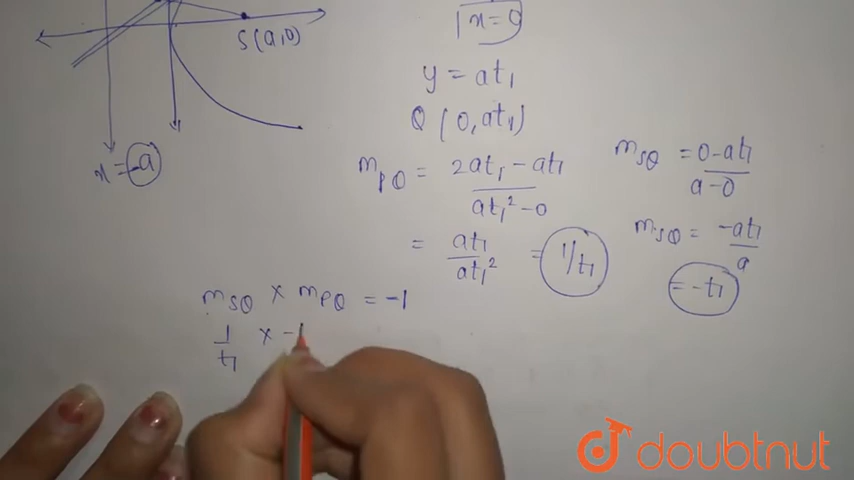 S(a,0)
x = -a
x = 0
y = at₁
Q (0, at₁)
m_PQ = 2at₁ - at₁ / at₁² - 0
= at₁ / at₁² = 1/t₁
m_SQ = 0 - at₁ / a - 0
m_SQ = -at₁ / a
= -t₁
m_SQ × m_PQ = -1
1/t₁ × -
doubtnut